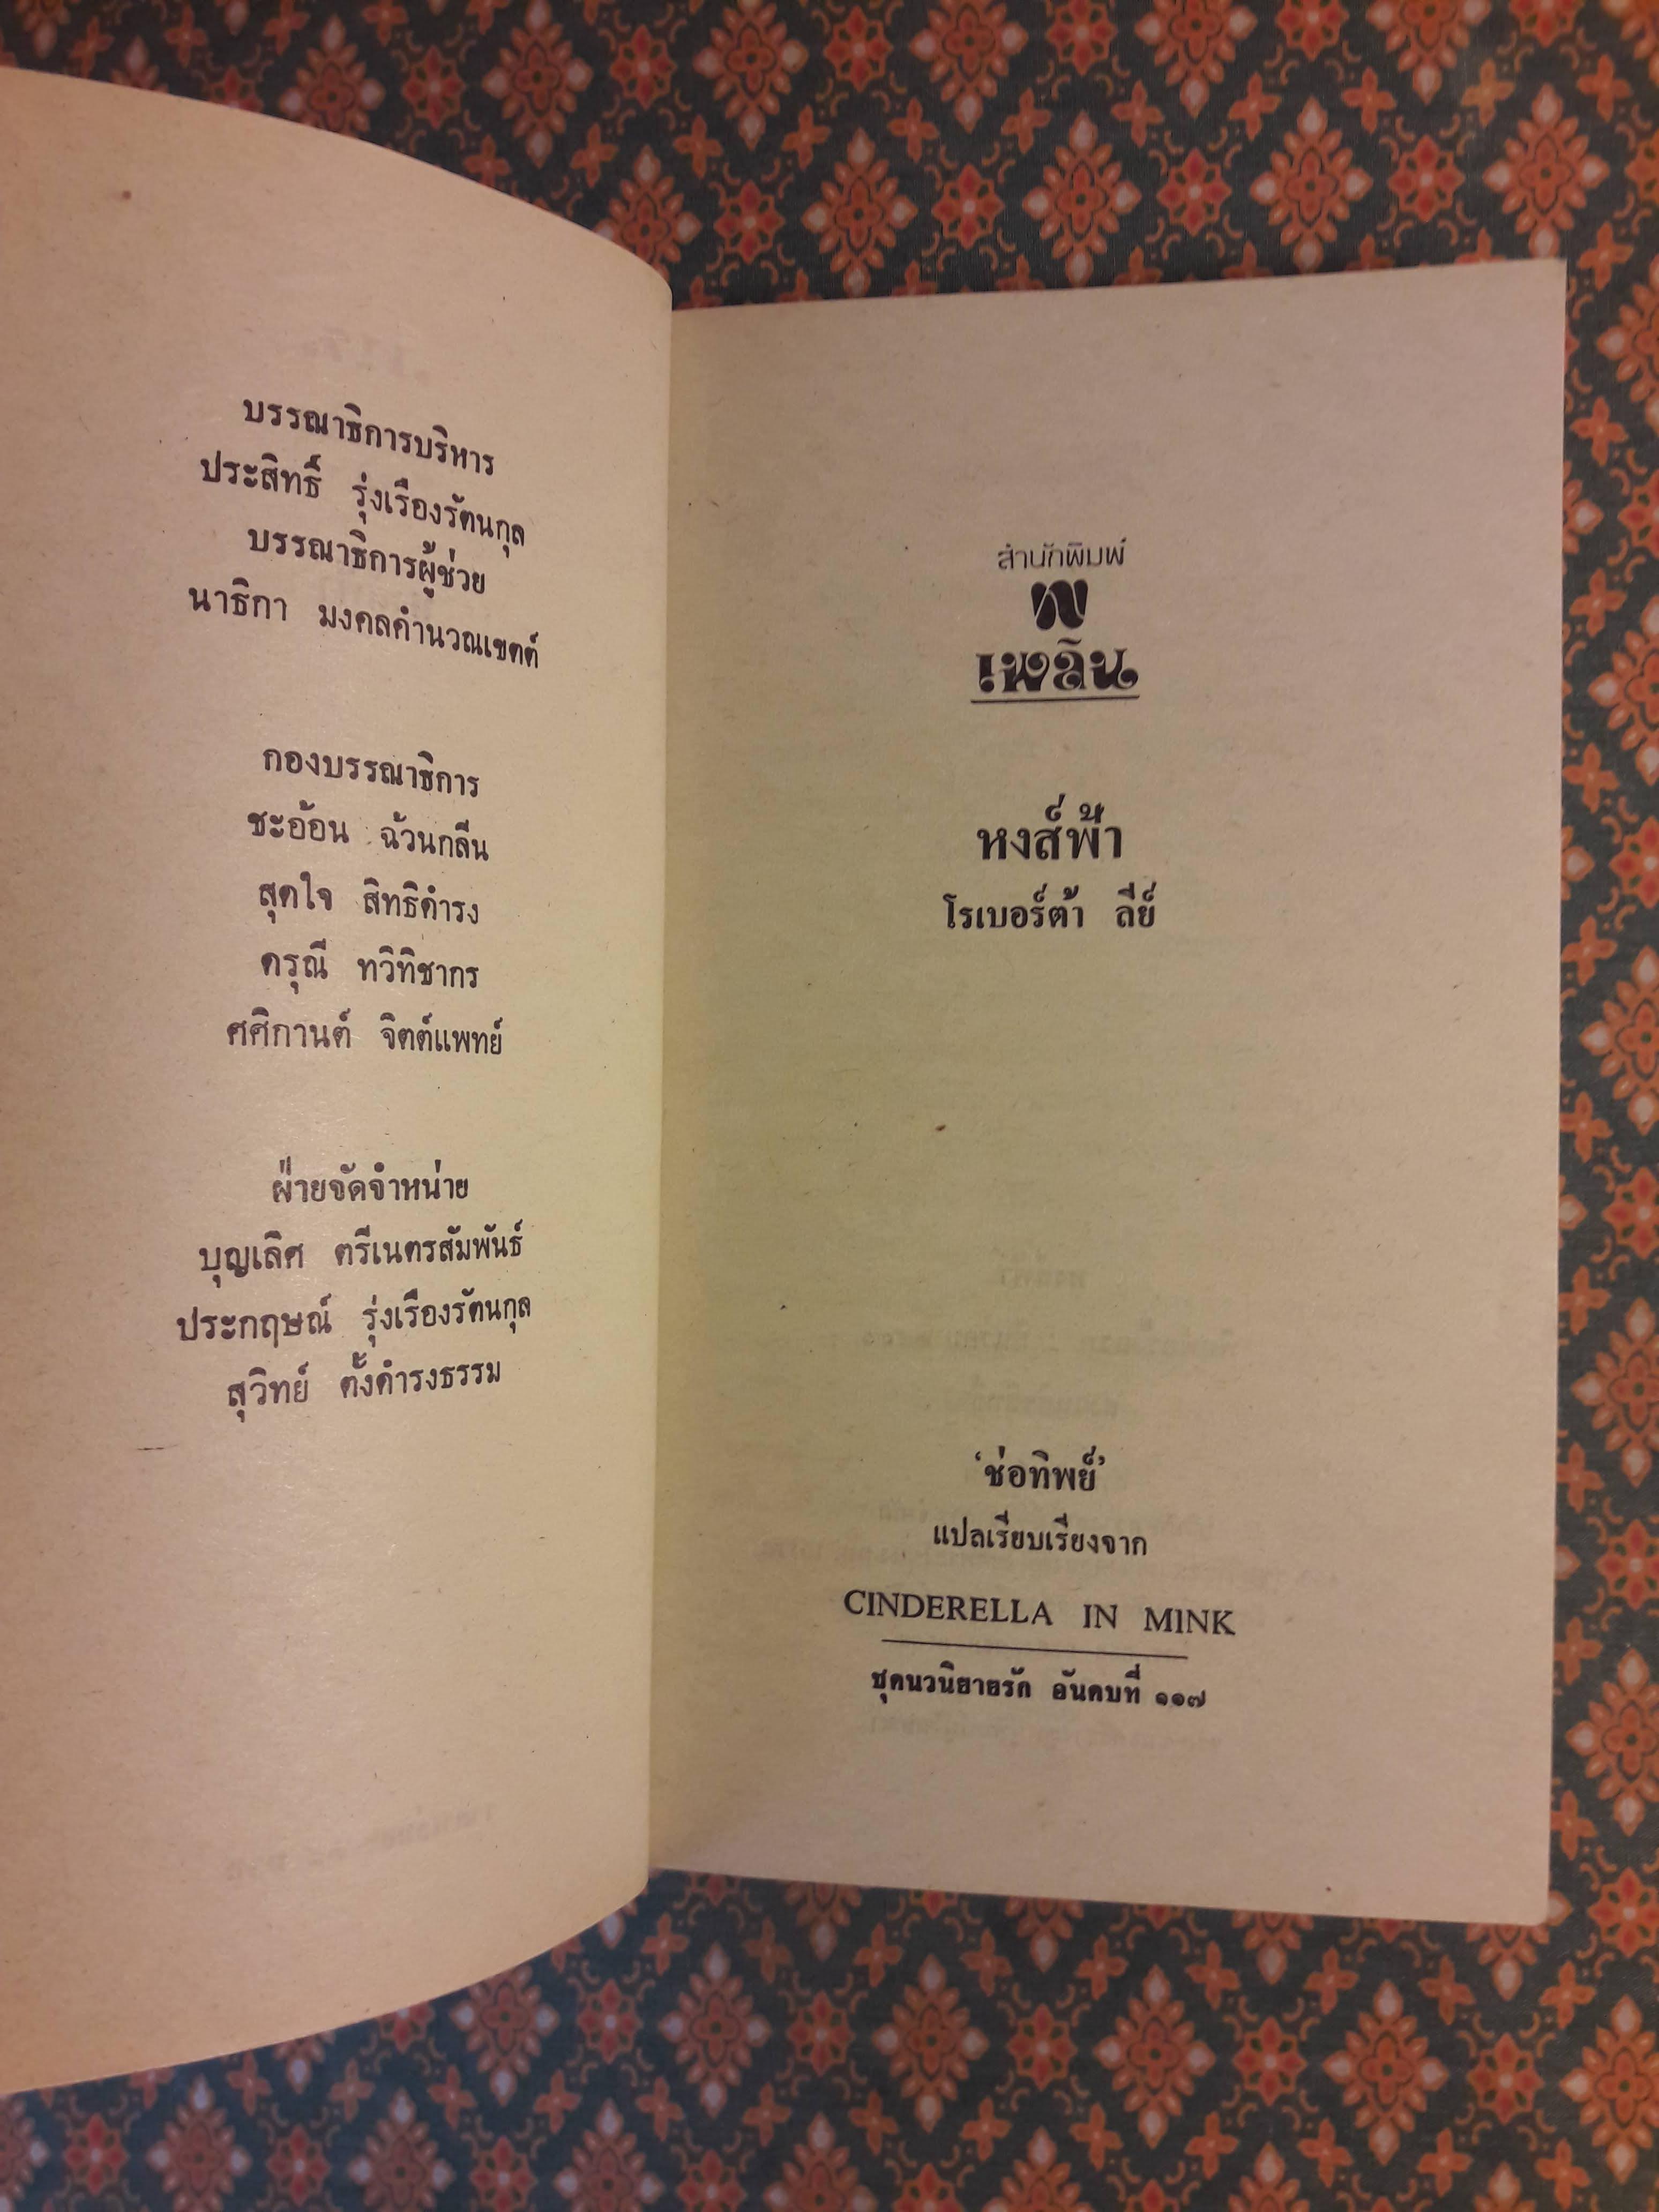 บรรณาธิการบริหาร
ประสิทธิ์ รุ่งเรืองรัตนกุล
บรรณาธิการผู้ช่วย
นาธิกา มงคลคำนวณเขตต์
กองบรรณาธิการ
ชะอ้อน ฉ้วนกลีน
สุดใจ สิทธิดำรง
ดรุณี ทวิทิชากร
ศศิกานต์ จิตต์แพทย์
ฝ่ายจัดจำหน่าย
บุญเลิศ ตรีเนตรสัมพันธ์
ประกฤษณ์ รุ่งเรืองรัตนกุล
สุวิทย์ ตั้งดำรงธรรม
สำนักพิมพ์
เพลิน
หงส์ฟ้า
โรเบอร์ต้า ลีย์
‘ช่อทิพย์’
แปลเรียบเรียงจาก
CINDERELLA IN MINK
ชุดนวนิยายรัก อันดบที่ ๑๑๗